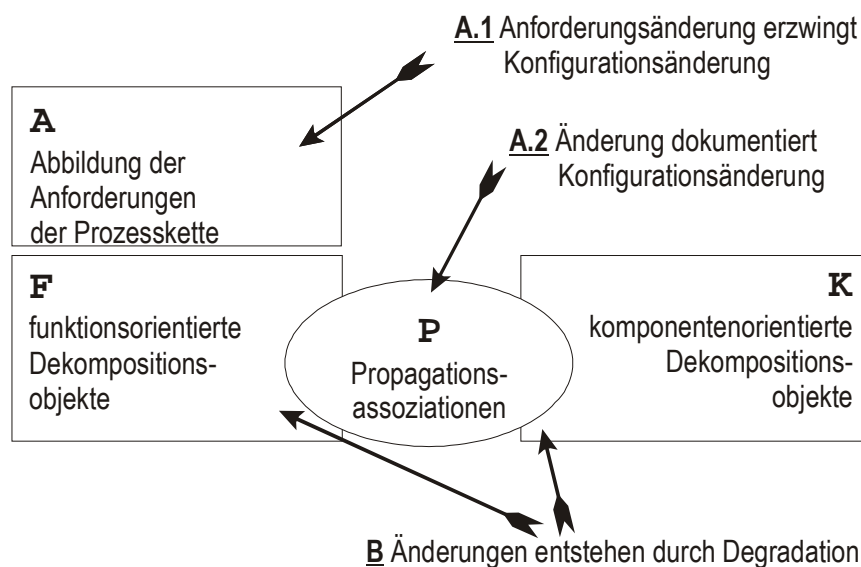 A.1 Anforderungsänderung erzwingt
Konfigurationsänderung
A
Abbildung der
Anforderungen
der Prozesskette
A.2 Änderung dokumentiert
Konfigurationsänderung
F
funktionsorientierte
Dekompositions-
objekte
P
Propagations-
assoziationen
K
komponentenorientierte
Dekompositions-
objekte
B Änderungen entstehen durch Degradation